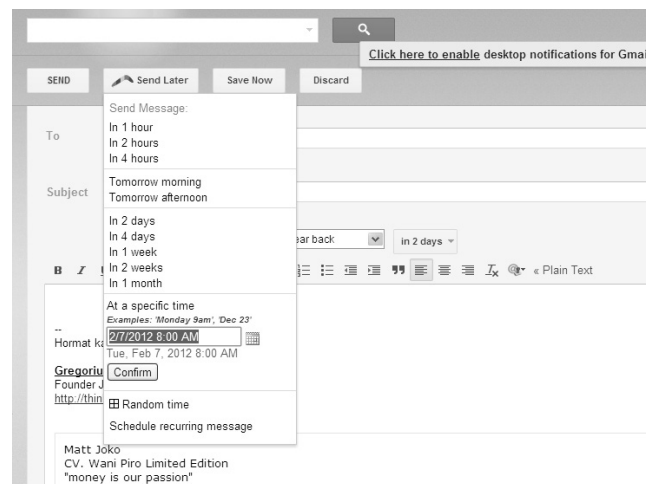 Click here to enable desktop notifications for Gmai
SEND Send Later Save Now Discard
Send Message:
To
In 1 hour
In 2 hours
In 4 hours
Tomorrow morning
Subject
Tomorrow afternoon
In 2 days
In 4 days
ear back in 2 days
In 1 week
In 2 weeks
B I « Plain Text
In 1 month
At a specific time
Examples: 'Monday 9am', 'Dec 23'
--
2/7/2012 8:00 AM
Hormat ka
Tue, Feb 7, 2012 8:00 AM
Gregoriu
Confirm
Founder J
http://thin
Random time
Schedule recurring message
Matt Joko
CV. Wani Piro Limited Edition
"money is our passion"